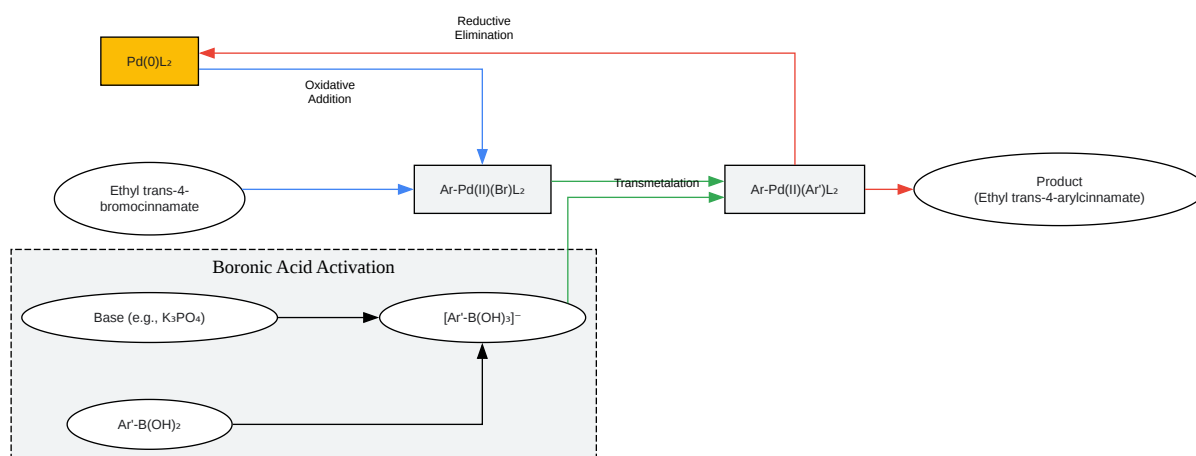 Reductive
Elimination
Pd(0)L₂
Oxidative
Addition
Ethyl trans-4-
bromocinnamate
Ar-Pd(II)(Br)L₂
Transmetalation
Ar-Pd(II)(Ar')L₂
Product
(Ethyl trans-4-arylcinnamate)
Boronic Acid Activation
Base (e.g., K₃PO₄)
[Ar'-B(OH)₃]⁻
Ar'-B(OH)₂